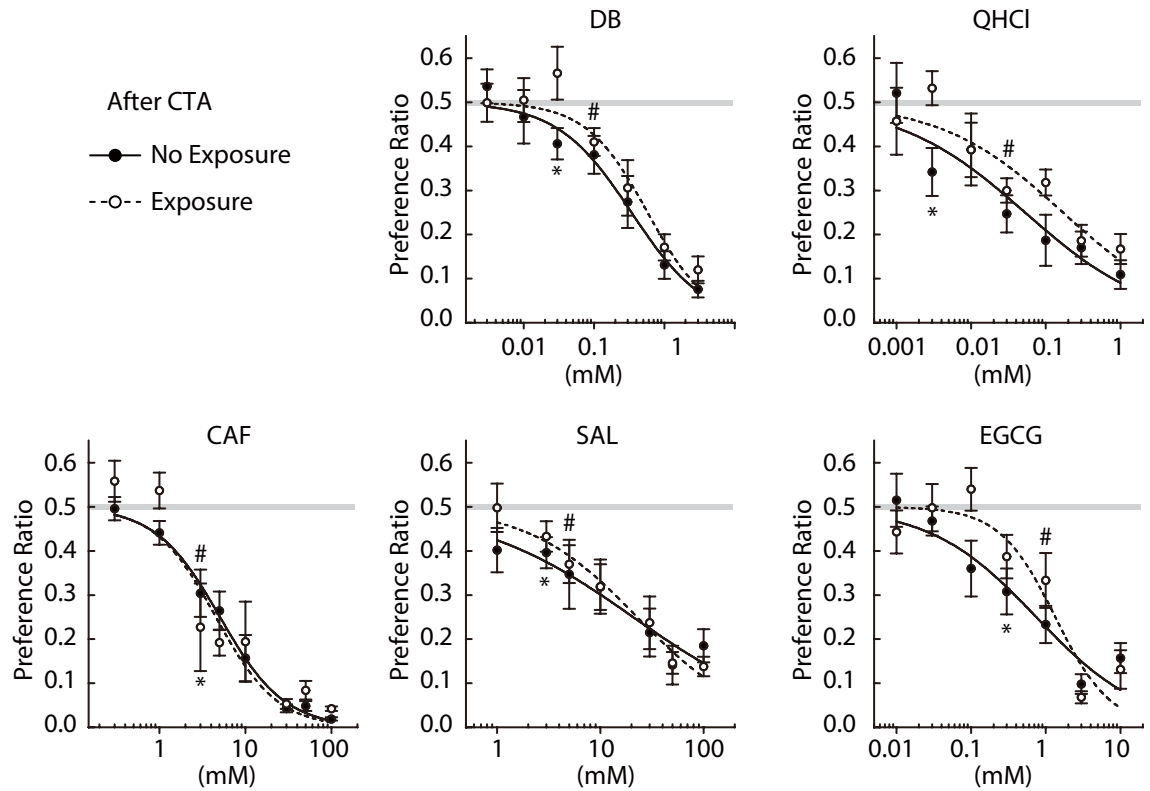 After CTA
No Exposure
Exposure
DB
Preference Ratio
0.6
0.5
0.4
0.3
0.2
0.1
0.0
#
*
0.01 0.1 1
(mM)
QHCl
Preference Ratio
0.6
0.5
0.4
0.3
0.2
0.1
0.0
#
*
0.001 0.01 0.1 1
(mM)
CAF
Preference Ratio
0.6
0.5
0.4
0.3
0.2
0.1
0.0
#
*
1 10 100
(mM)
SAL
Preference Ratio
0.6
0.5
0.4
0.3
0.2
0.1
0.0
#
*
1 10 100
(mM)
EGCG
Preference Ratio
0.6
0.5
0.4
0.3
0.2
0.1
0.0
#
*
0.01 0.1 1 10
(mM)